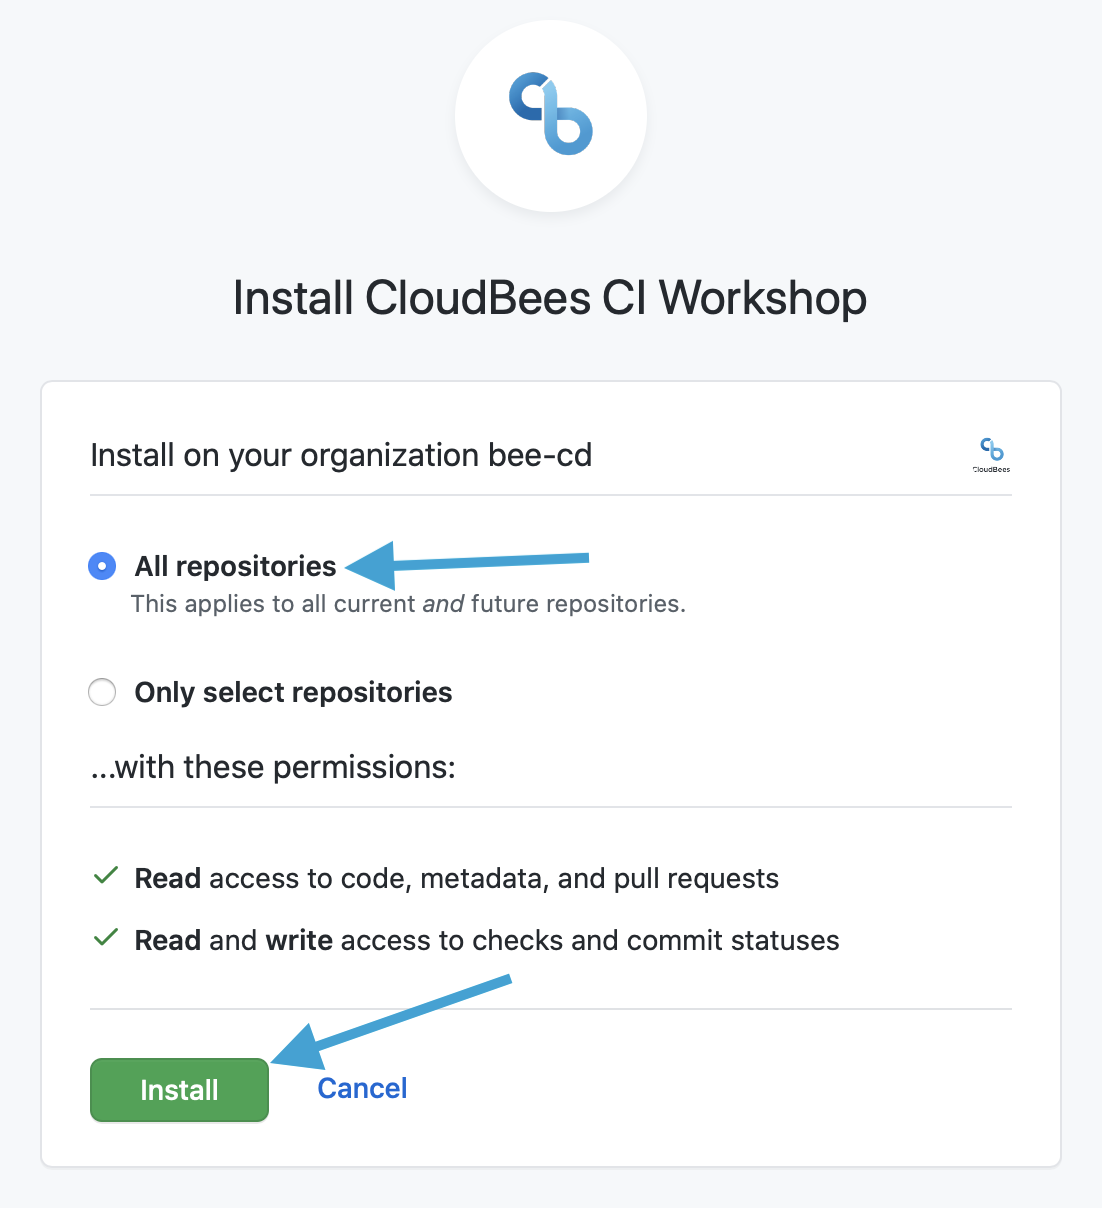 Install CloudBees CI Workshop
Install on your organization bee-cd
CloudBees
All repositories
This applies to all current and future repositories.
Only select repositories
...with these permissions:
Read access to code, metadata, and pull requests
Read and write access to checks and commit statuses
Install
Cancel